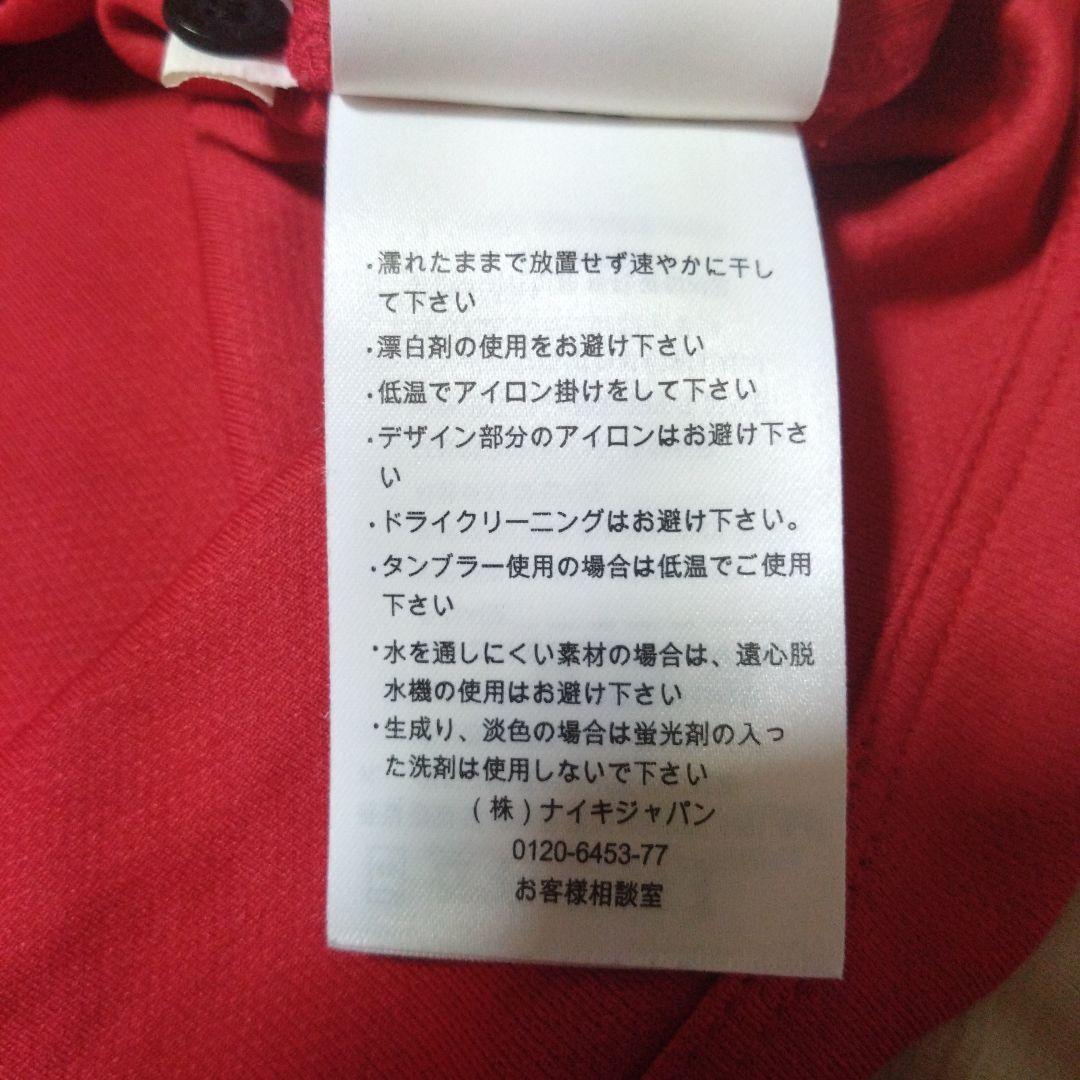 ・濡れたままで放置せず速やかに干し
て下さい
・漂白剤の使用をお避け下さい
・低温でアイロン掛けをして下さい
・デザイン部分のアイロンはお避け下さ
い
・ドライクリーニングはお避け下さい。
・タンブラー使用の場合は低温でご使用
下さい
・水を通しにくい素材の場合は、遠心脱
水機の使用はお避け下さい
・生成り、淡色の場合は蛍光剤の入っ
た洗剤は使用しないで下さい
(株)ナイキジャパン
0120-6453-77
お客様相談室